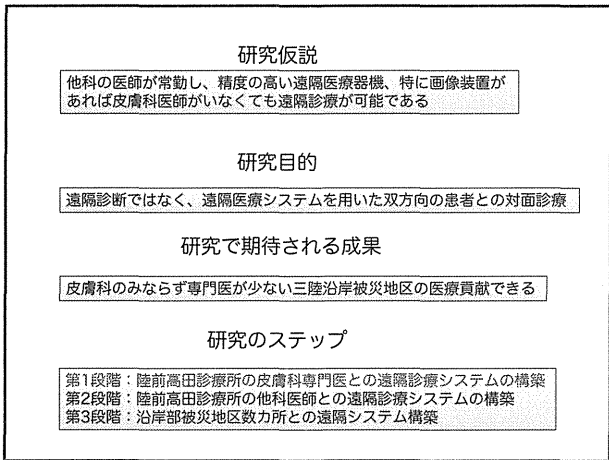 研究仮説
他科の医師が常勤し、精度の高い遠隔医療器機、特に画像装置が
あれば皮膚科医師がいなくても遠隔診療が可能である
研究目的
遠隔診断ではなく、遠隔医療システムを用いた双方向の患者との対面診療
研究で期待される成果
皮膚科のみならず専門医が少ない三陸沿岸被災地区の医療貢献できる
研究のステップ
第1段階：陸前高田診療所の皮膚科専門医との遠隔診療システムの構築
第2段階：陸前高田診療所の他科医師との遠隔診療システムの構築
第3段階：沿岸部被災地区数カ所との遠隔システム構築